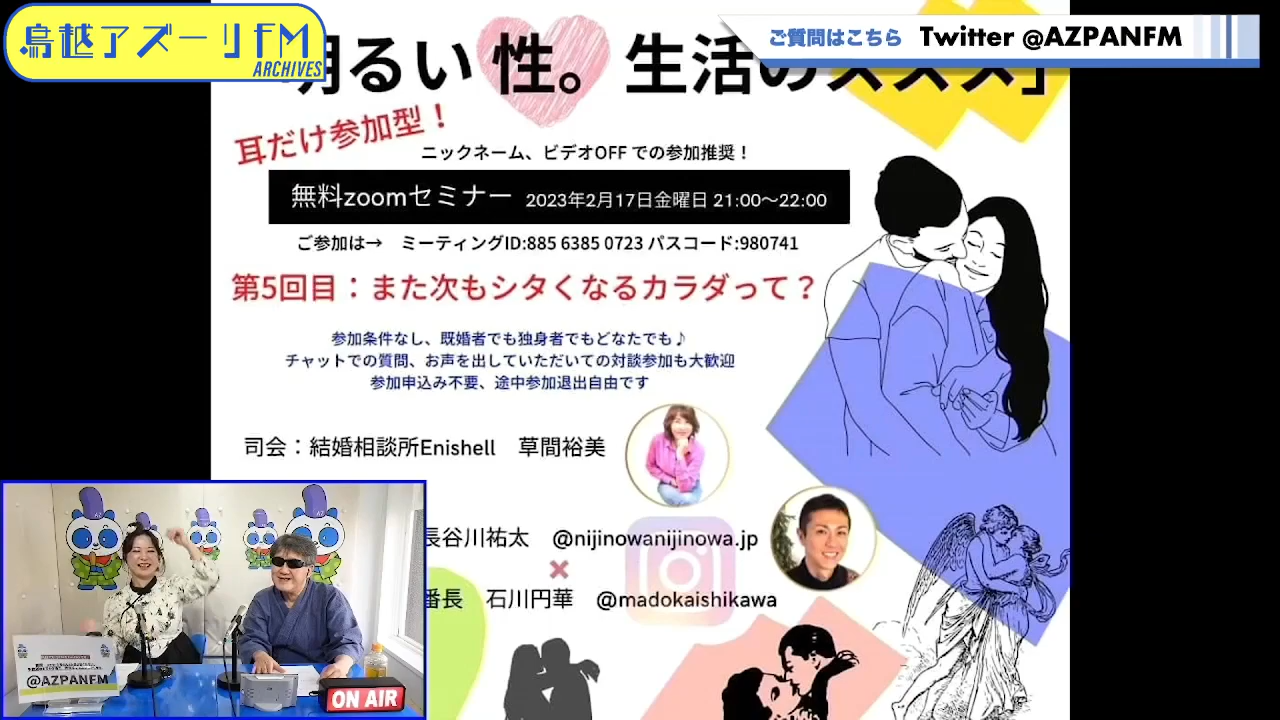 鳥越アズーリFM
ARCHIVES
ご質問はこちら Twitter @AZPANFM
明るい 性。 生活のススメ」
耳だけ参加型！
ニックネーム、ビデオOFF での参加推奨！
無料zoomセミナー 2023年2月17日金曜日 21:00〜22:00
ご参加は→ ミーティングID:885 6385 0723 パスコード:980741
第5回目：また次もシタくなるカラダって？
参加条件なし、既婚者でも独身者でもどなたでも♪
チャットでの質問、お声を出していただいての対談参加も大歓迎
参加申込み不要、途中参加退出自由です
司会：結婚相談所Enishell 草間裕美
長谷川祐太 @nijinowanijinowa.jp
×
番長 石川円華 @madokaishikawa
@AZPANFM
ON AIR